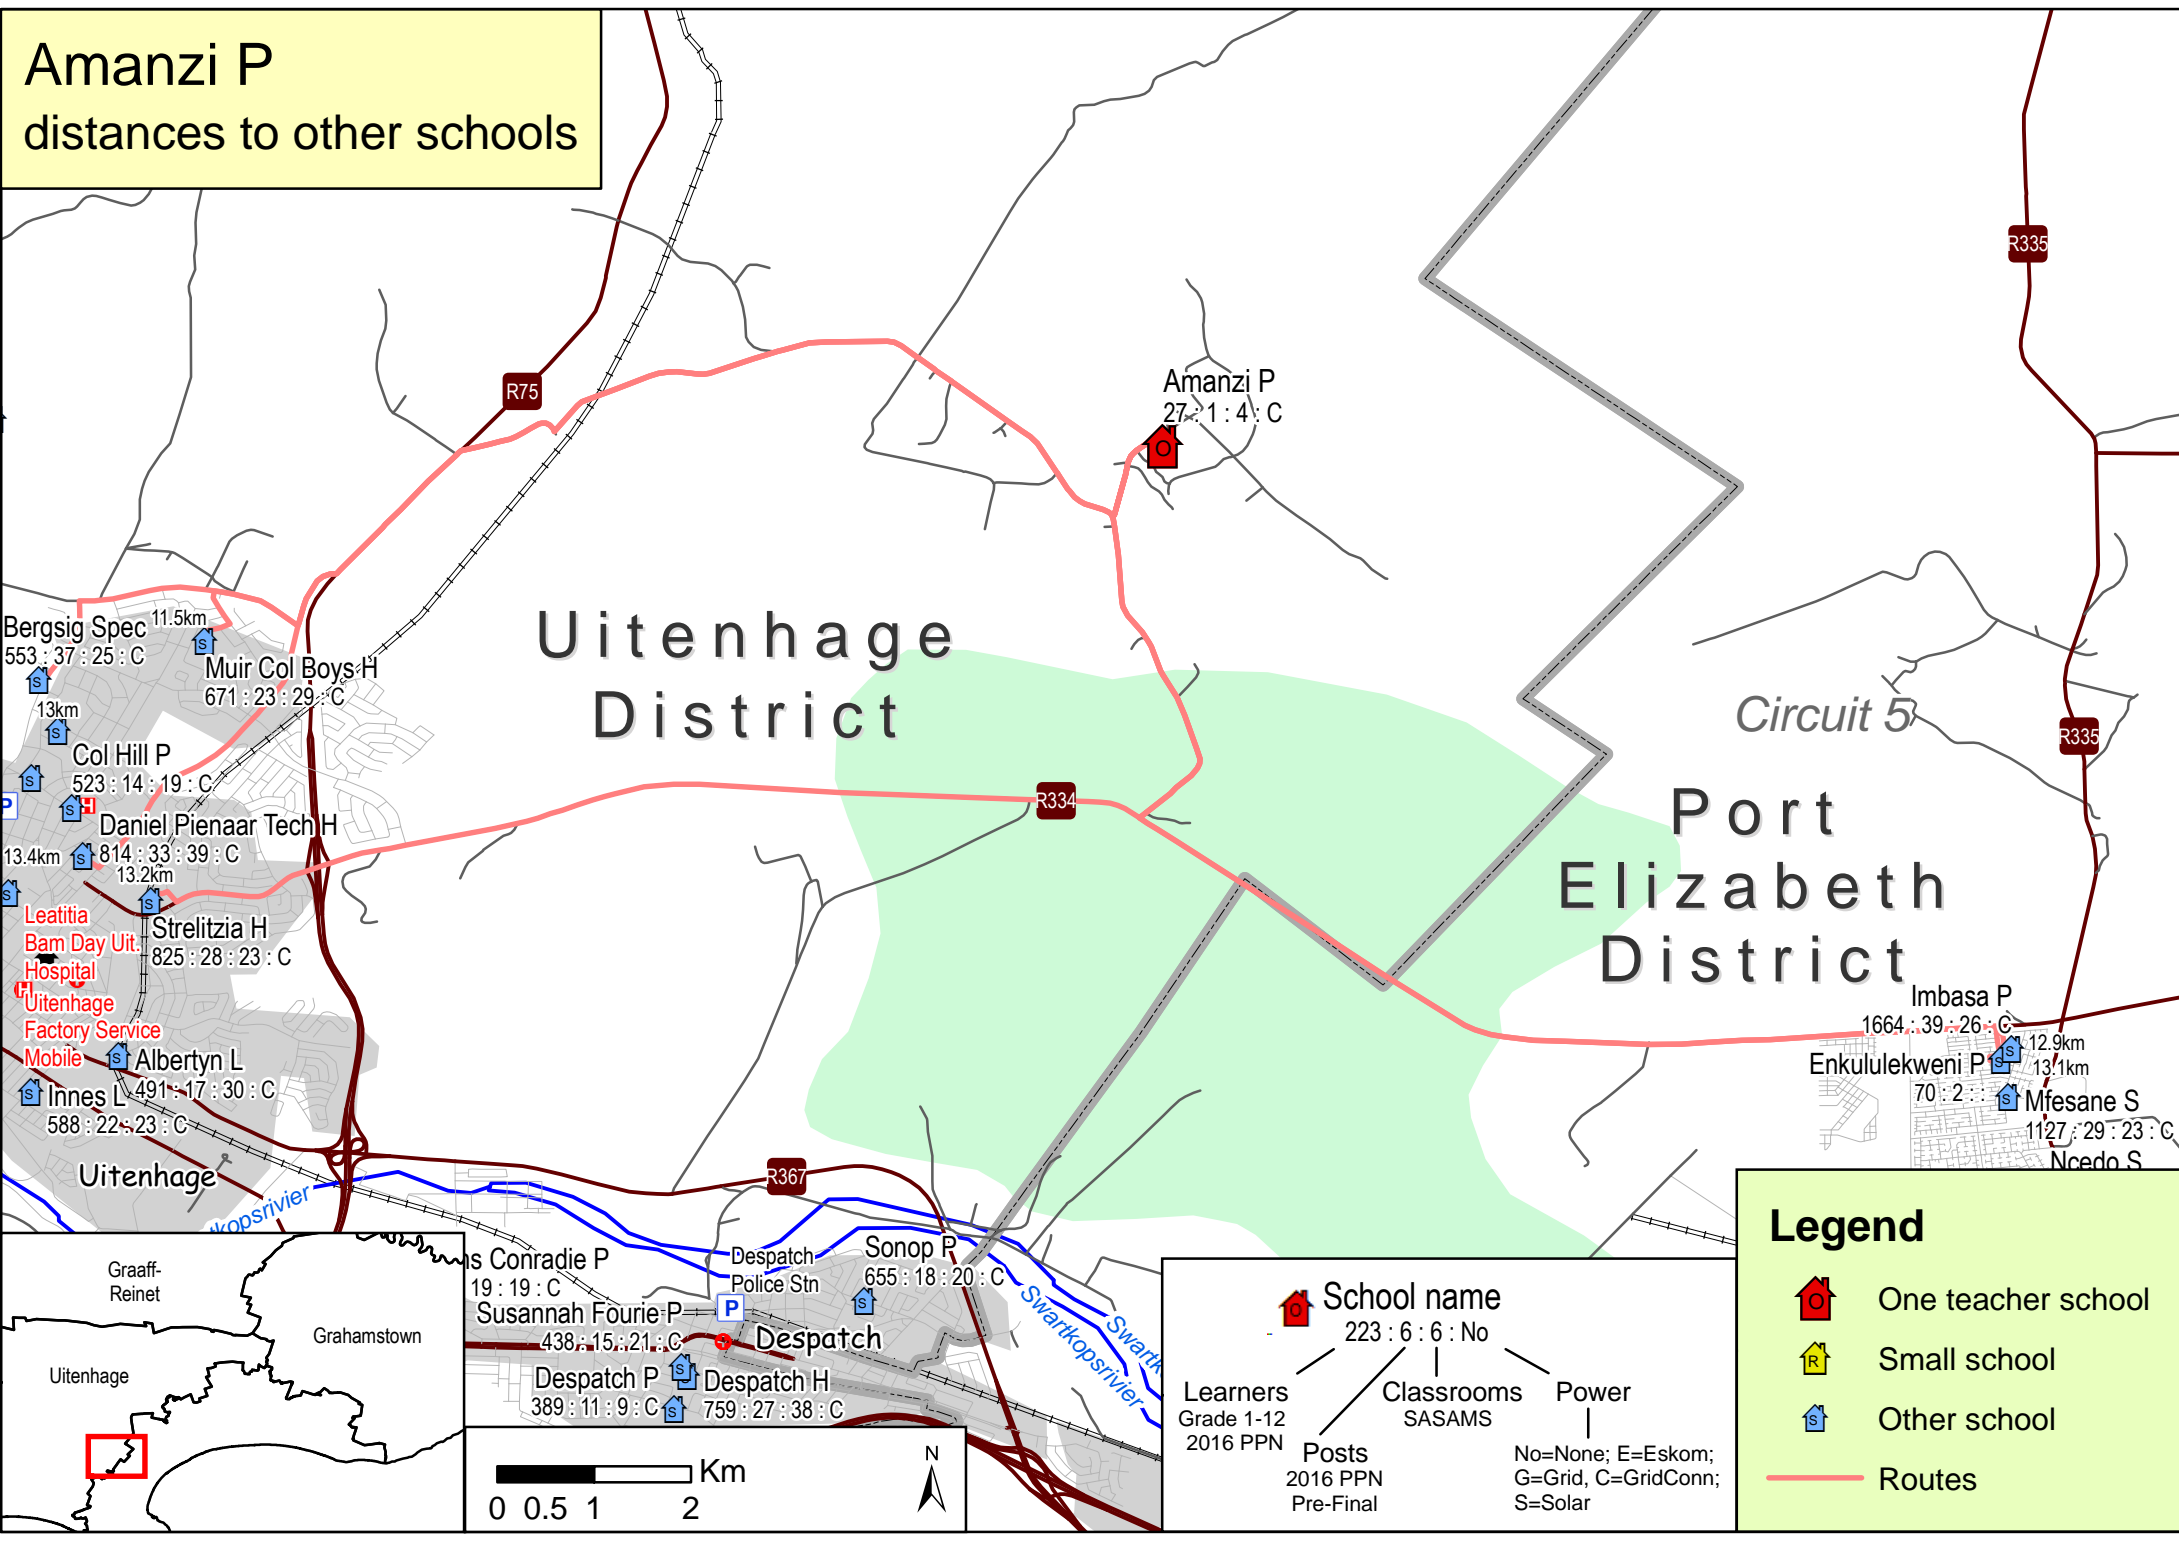 Amanzi P
distances to other schools
R335
R75
Amanzi P
27 : 1 : 4 : C
Uitenhage
District
Bergsig Spec
553 : 37 : 25 : C
11.5km
Muir Col Boys H
671 : 23 : 29 : C
13km
Col Hill P
523 : 14 : 19 : C
P
H
Daniel Pienaar Tech H
814 : 33 : 39 : C
13.4km
13.2km
Strelitzia H
825 : 28 : 23 : C
Leatitia
Bam Day Uit.
Hospital
Uitenhage
Factory Service
Mobile
H
Albertyn L
491 : 17 : 30 : C
Innes L
588 : 22 : 23 : C
Uitenhage
R334
Circuit 5
R335
Port
Elizabeth
District
Imbasa P
1664 : 39 : 26 : C
12.9km
Enkululekweni P
13.1km
70 : 2 : :
Mfesane S
1127 : 29 : 23 : C
Ncedo S
R367
tkopsrivier
ns Conradie P
19 : 19 : C
Despatch
Police Stn
P
Sonop P
655 : 18 : 20 : C
Susannah Fourie P
438 : 15 : 21 : C
Despatch
Despatch P
389 : 11 : 9 : C
Despatch H
759 : 27 : 38 : C
Swartkopsrivier
Swartk
Graaff-
Reinet
Grahamstown
Uitenhage
Km
0 0.5 1 2
N
O School name
223 : 6 : 6 : No
Learners
Grade 1-12
2016 PPN
Posts
2016 PPN
Pre-Final
Classrooms
SASAMS
Power
No=None; E=Eskom;
G=Grid, C=GridConn;
S=Solar
Legend
O One teacher school
R Small school
S Other school
Routes